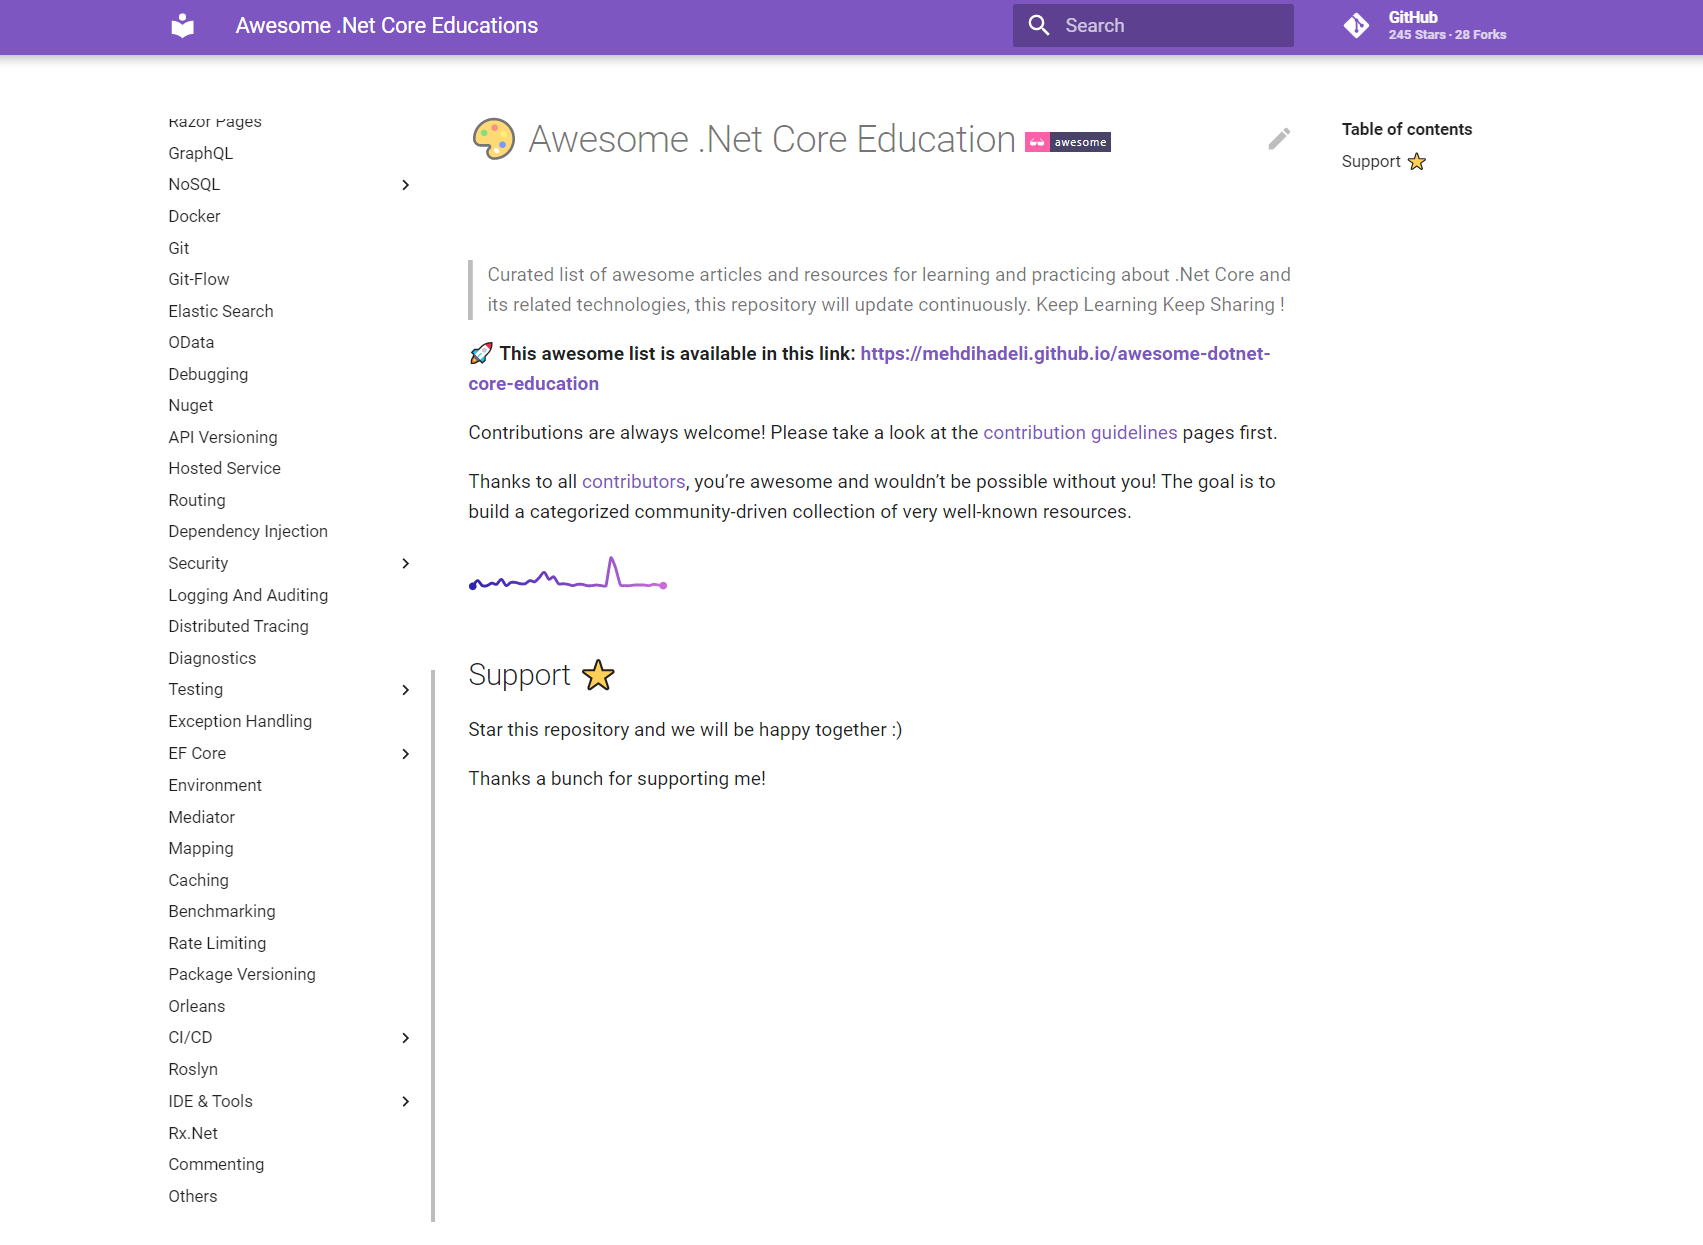 Awesome .Net Core Educations
Search
GitHub
245 Stars · 28 Forks
Razor Pages
GraphQL
NoSQL
Docker
Git
Git-Flow
Elastic Search
OData
Debugging
Nuget
API Versioning
Hosted Service
Routing
Dependency Injection
Security
Logging And Auditing
Distributed Tracing
Diagnostics
Testing
Exception Handling
EF Core
Environment
Mediator
Mapping
Caching
Benchmarking
Rate Limiting
Package Versioning
Orleans
CI/CD
Roslyn
IDE & Tools
Rx.Net
Commenting
Others
Awesome .Net Core Education awesome
Curated list of awesome articles and resources for learning and practicing about .Net Core and
its related technologies, this repository will update continuously. Keep Learning Keep Sharing !
This awesome list is available in this link: https://mehdihadeli.github.io/awesome-dotnet-
core-education
Contributions are always welcome! Please take a look at the contribution guidelines pages first.
Thanks to all contributors, you’re awesome and wouldn’t be possible without you! The goal is to
build a categorized community-driven collection of very well-known resources.
Support
Star this repository and we will be happy together :)
Thanks a bunch for supporting me!
Table of contents
Support